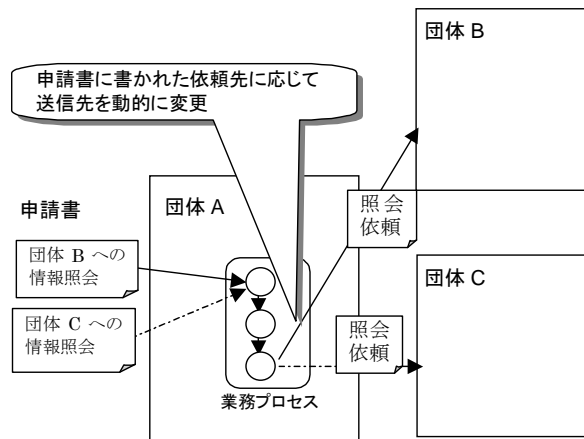 団体 B
申請書に書かれた依頼先に応じて
送信先を動的に変更
申請書
団体 A
照会
依頼
団体 B への
情報照会
団体 C
団体 C への
情報照会
照会
依頼
業務プロセス